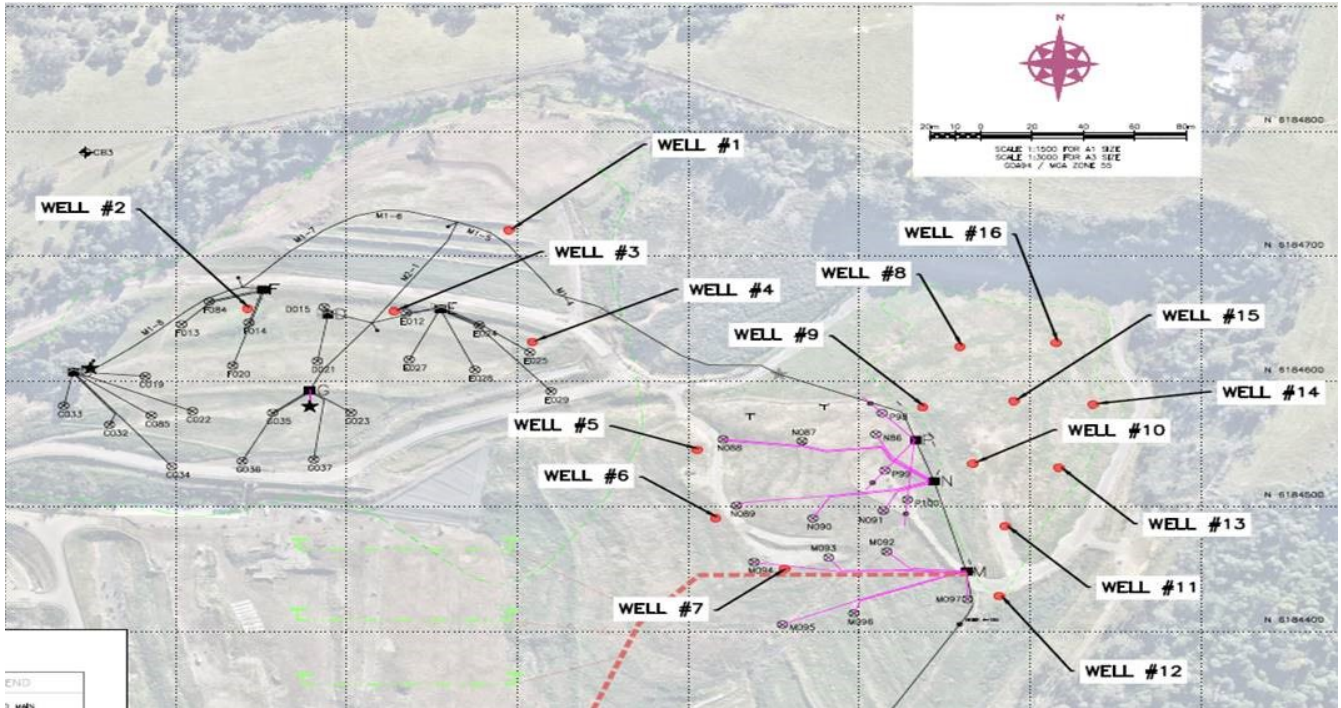 N
20m 0 20 40 60 80m
SCALE 1:1500 FOR A1 SIZE
SCALE 1:3000 FOR A3 SIZE
GDA94 / MGA ZONE 55
N 6184800
CB3
WELL #1
WELL #2
M1-6
M1-7
M1-5
WELL #16
WELL #3
M2-1
WELL #8
N 6184700
WELL #4
M1-4
F
F084
D015
D
E012
E
WELL #15
M1-8
F013
F014
E024
WELL #9
E025
F020
D021
E027
E028
C019
N 6184600
G
E029
WELL #14
C033
C022
C085
G035
G023
P98
C032
WELL #5
N087
N86
P
WELL #10
N088
G036
G037
C034
P99
WELL #6
N
P100
N 6184500
N089
N090
N091
WELL #13
M093
M092
M094
M
WELL #11
WELL #7
M097
M096
M095
N 6184400
WELL #12
END